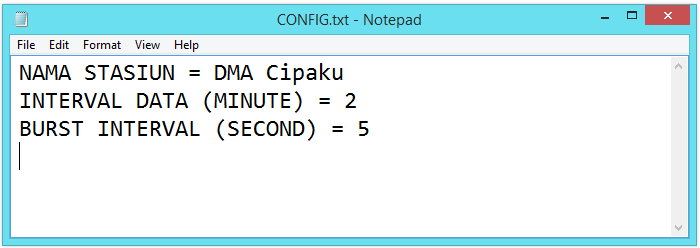 CONFIG.txt - Notepad
File Edit Format View Help
NAMA STASIUN = DMA Cipaku
INTERVAL DATA (MINUTE) = 2
BURST INTERVAL (SECOND) = 5